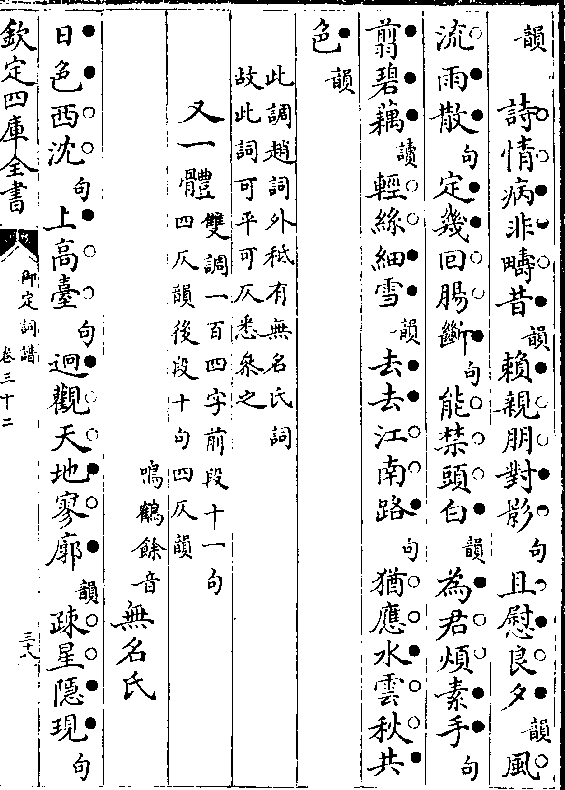 韻 詩情病非疇昔韻賴親朋對影句且慰良夕韻風
流雨散句定幾回腸斷句能禁頭白韻為君煩素手句
翦碧藕讀輕絲細雪韻去去江南路句猶應水雲秋共
色韻
此調趙詞外秪有無名氏詞
故此詞可平可仄悉參之
又一體雙調一百四字前段十一句
四仄韻後段十句四仄韻
鳴鶴餘音無名氏
日色西沈句上高臺句迥觀天地寥廓韻疎星隱現句
欽定四庫全書
御定詞譜
卷三十二
三十八